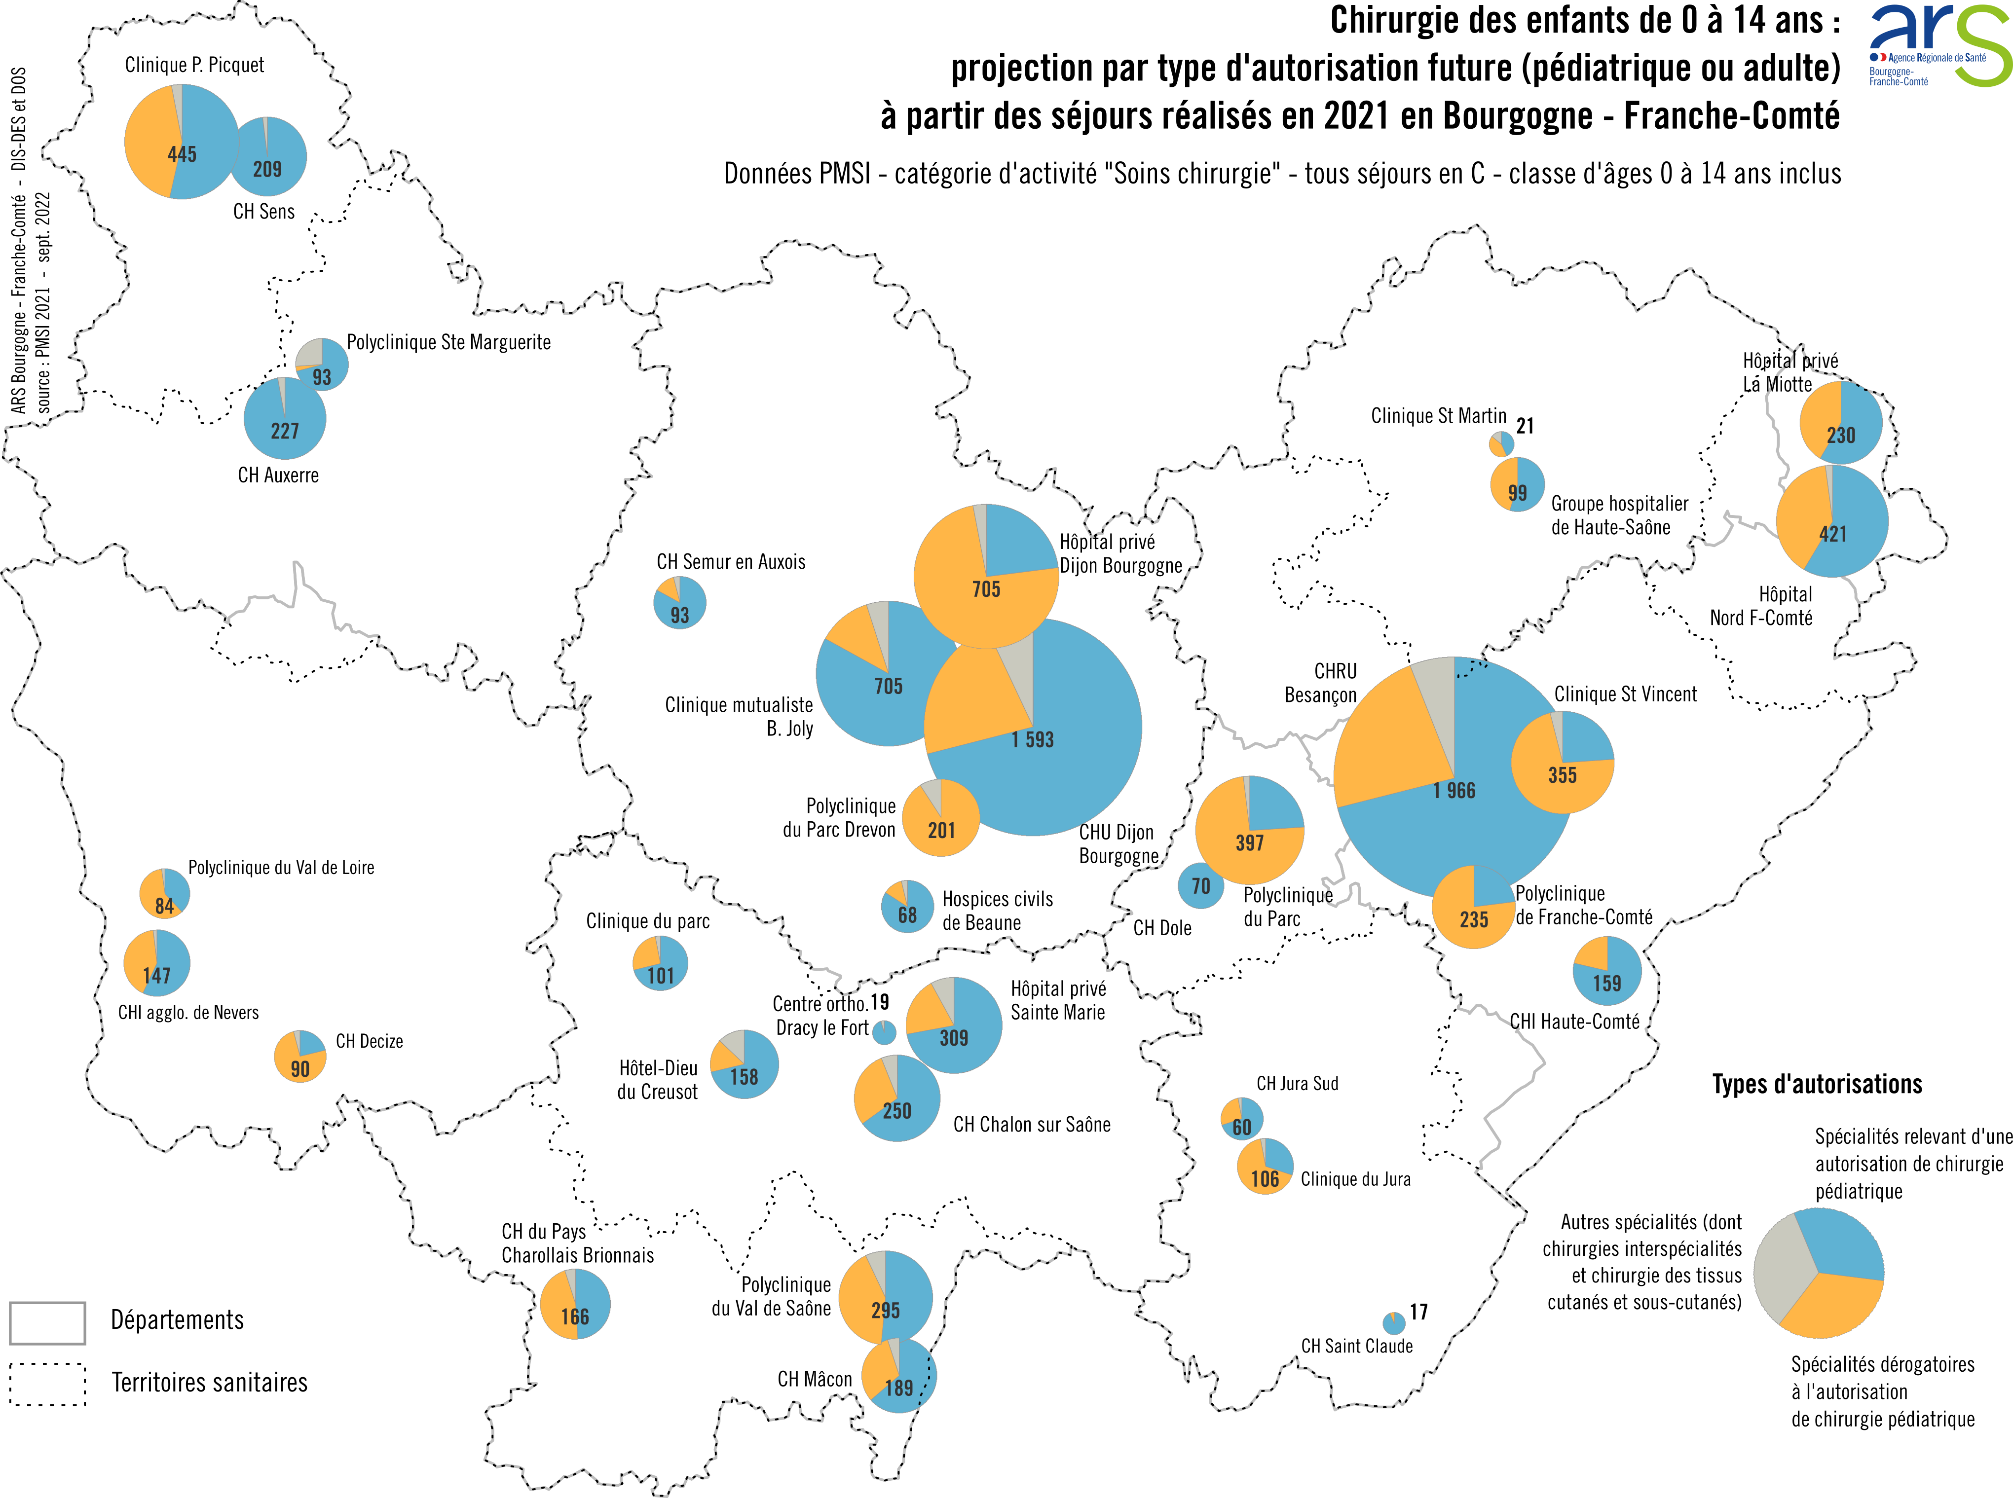 Chirurgie des enfants de 0 à 14 ans :
projection par type d'autorisation future (pédiatrique ou adulte)
à partir des séjours réalisés en 2021 en Bourgogne - Franche-Comté
Données PMSI - catégorie d'activité "Soins chirurgie" - tous séjours en C - classe d'âges 0 à 14 ans inclus
ars
Agence Régionale de Santé
Bourgogne-
Franche-Comté
ARS Bourgogne - Franche-Comté - DIS-DES et DOS
source : PMSI 2021 - sept. 2022
Clinique P. Picquet
445
209
CH Sens
Polyclinique Ste Marguerite
93
227
CH Auxerre
Hôpital privé
La Miotte
230
Clinique St Martin
21
99
Groupe hospitalier
de Haute-Saône
421
Hôpital
Nord F-Comté
CH Semur en Auxois
93
Hôpital privé
Dijon Bourgogne
705
705
Clinique mutualiste
B. Joly
1 593
CHU Dijon
Bourgogne
Polyclinique
du Parc Drevon
201
CHRU
Besançon
1 966
Clinique St Vincent
355
397
Polyclinique
du Parc
70
CH Dole
Polyclinique
de Franche-Comté
235
159
CHI Haute-Comté
Polyclinique du Val de Loire
84
147
CHI agglo. de Nevers
CH Decize
90
Hospices civils
de Beaune
68
Clinique du parc
101
Centre ortho.
Dracy le Fort
19
Hôpital privé
Sainte Marie
309
Hôtel-Dieu
du Creusot
158
250
CH Chalon sur Saône
CH Jura Sud
60
106
Clinique du Jura
CH du Pays
Charollais Brionnais
166
Polyclinique
du Val de Saône
295
CH Mâcon
189
17
CH Saint Claude
Types d'autorisations
Spécialités relevant d'une
autorisation de chirurgie
pédiatrique
Autres spécialités (dont
chirurgies interspécialités
et chirurgie des tissus
cutanés et sous-cutanés)
Spécialités dérogatoires
à l'autorisation
de chirurgie pédiatrique
Départements
Territoires sanitaires